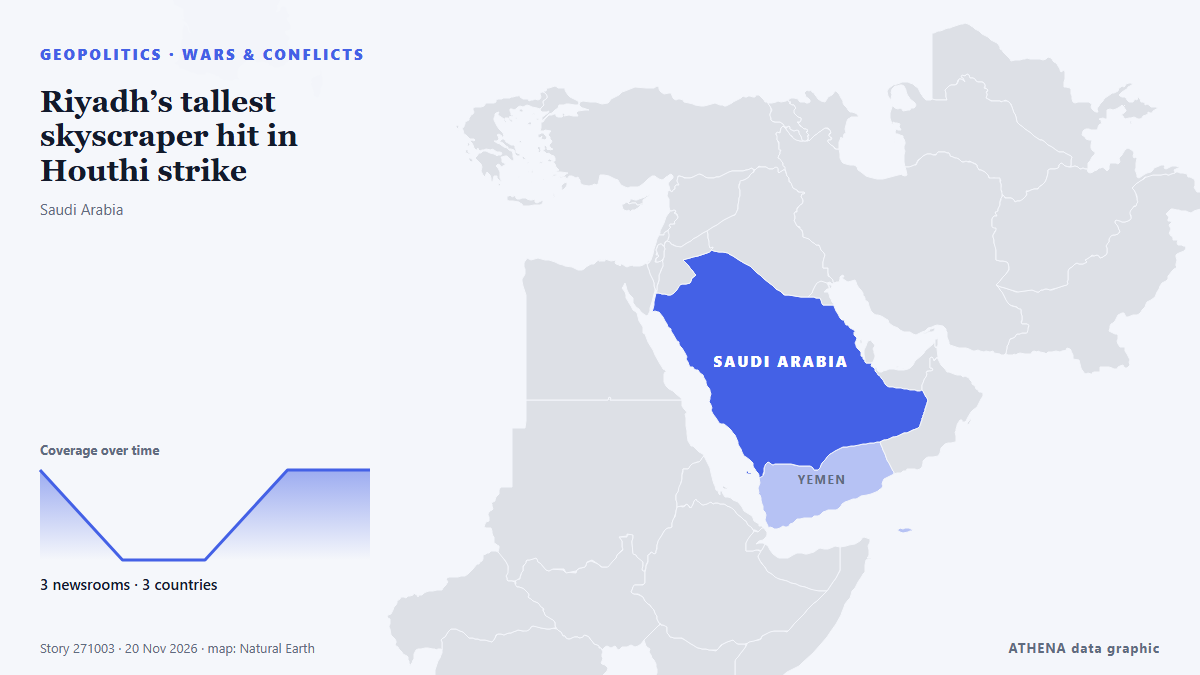 GEOPOLITICS · WARS & CONFLICTS
Riyadh’s tallest
skyscraper hit in
Houthi strike
Saudi Arabia
SAUDI ARABIA
YEMEN
Coverage over time
3 newsrooms · 3 countries
Story 271003 · 20 Nov 2026 · map: Natural Earth
ATHENA data graphic